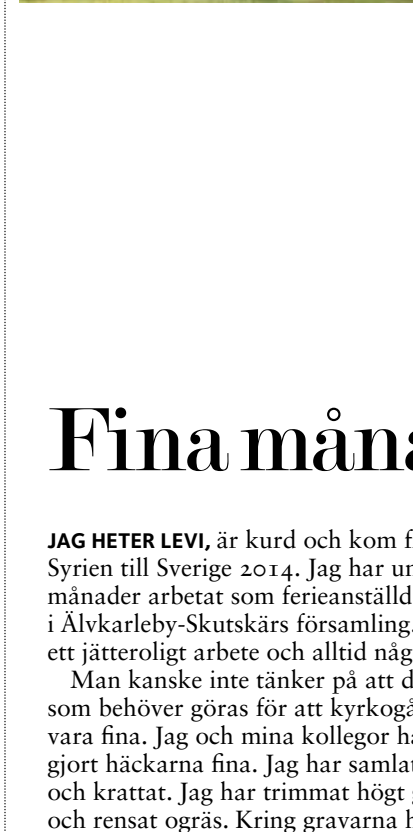 Fina måna
JAG HETER LEVI, är kurd och kom f
Syrien till Sverige 2014. Jag har un
månader arbetat som ferieanställd
i Älvkarleby-Skutskärs församling.
ett jätteroligt arbete och alltid någ
Man kanske inte tänker på att d
som behöver göras för att kyrkogå
vara fina. Jag och mina kollegor ha
gjort häckarna fina. Jag har samlat
och krattat. Jag har trimmat högt g
och rensat ogräs. Kring gravarna h